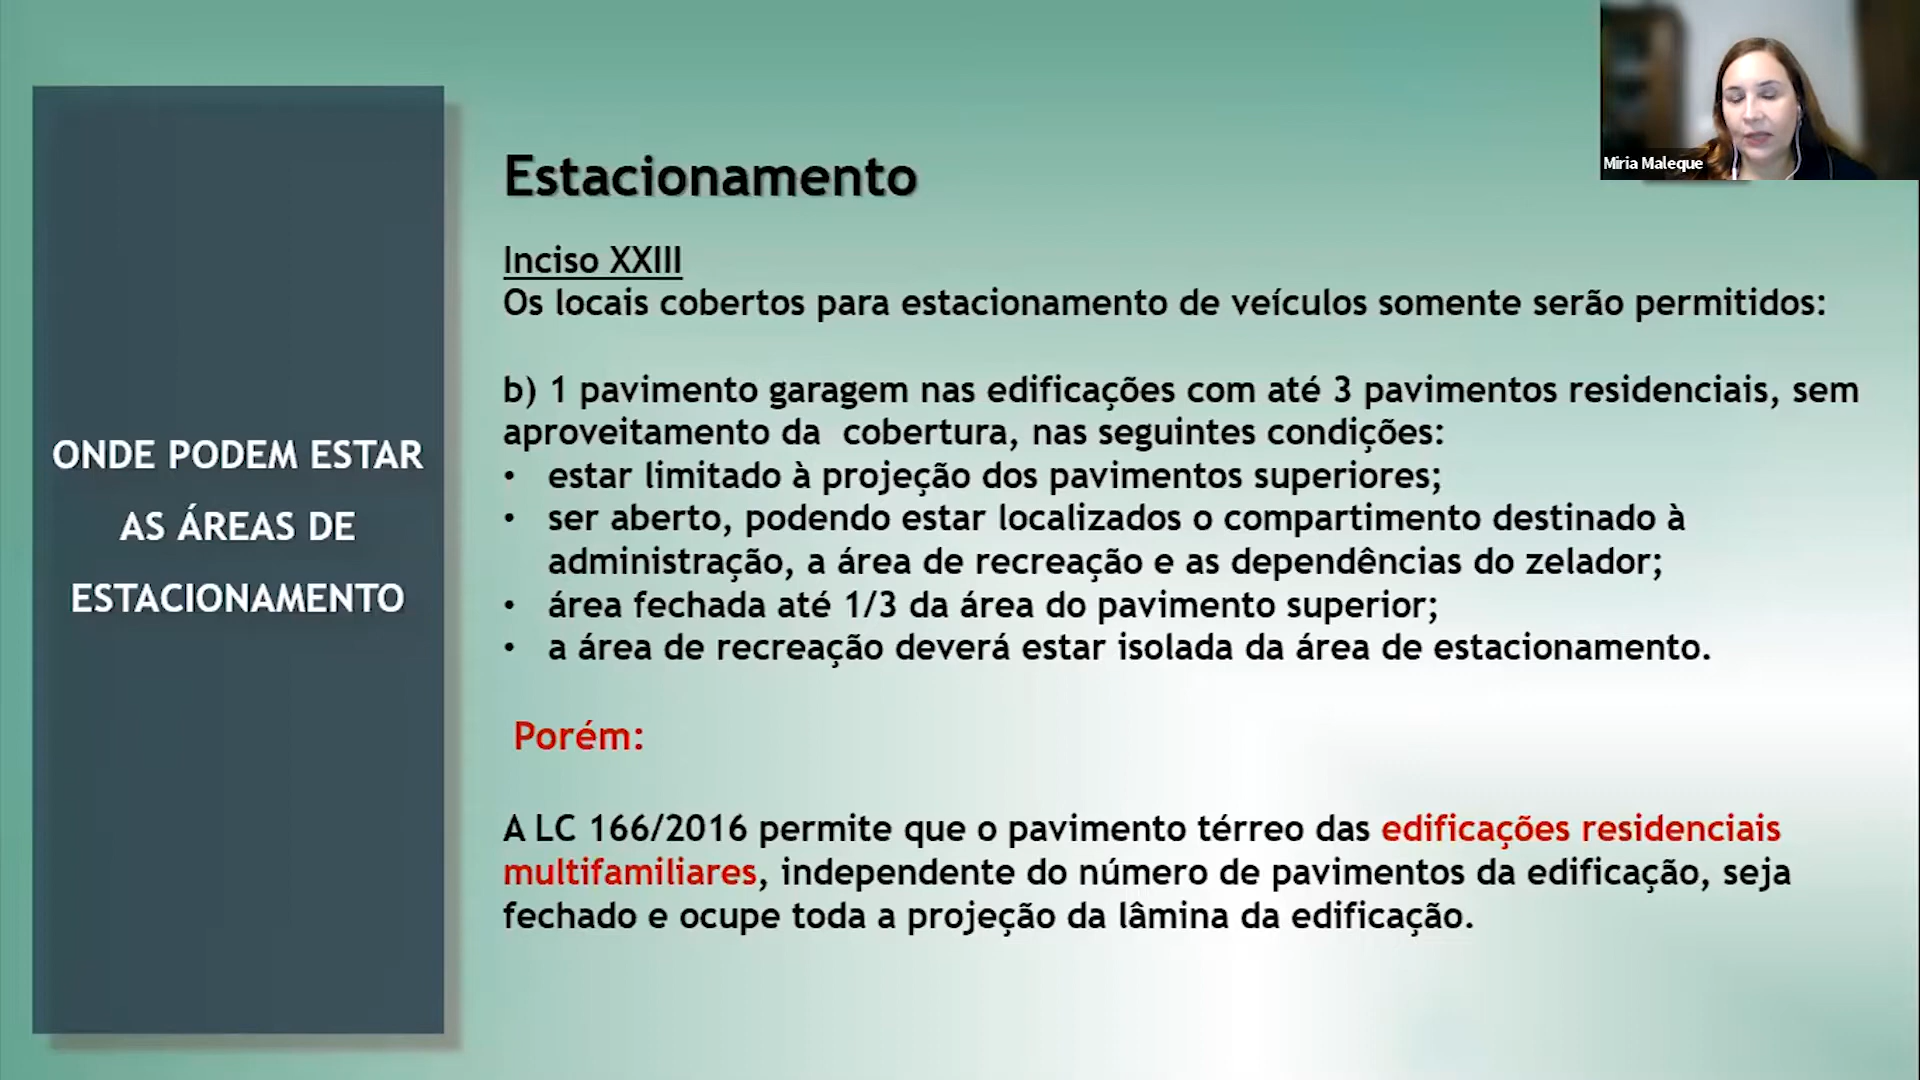 Miria Maleque
ONDE PODEM ESTAR
AS ÁREAS DE
ESTACIONAMENTO
Estacionamento
Inciso XXIII
Os locais cobertos para estacionamento de veículos somente serão permitidos:
b) 1 pavimento garagem nas edificações com até 3 pavimentos residenciais, sem
aproveitamento da cobertura, nas seguintes condições:
• estar limitado à projeção dos pavimentos superiores;
• ser aberto, podendo estar localizados o compartimento destinado à
administração, a área de recreação e as dependências do zelador;
• área fechada até 1/3 da área do pavimento superior;
• a área de recreação deverá estar isolada da área de estacionamento.
Porém:
A LC 166/2016 permite que o pavimento térreo das edificações residenciais
multifamiliares, independente do número de pavimentos da edificação, seja
fechado e ocupe toda a projeção da lâmina da edificação.